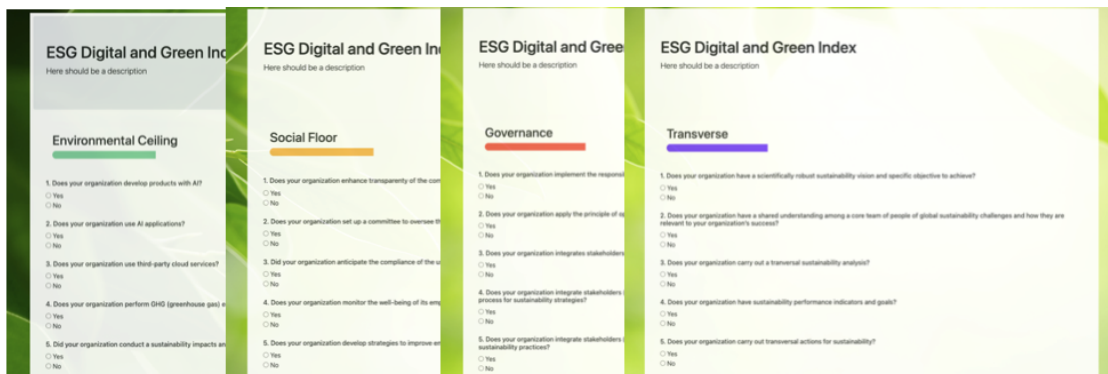 ESG Digital and Green Ind
Here should be a description
Environmental Ceiling
1. Does your organization develop products with AI?
Yes
No
2. Does your organization use AI applications?
Yes
No
3. Does your organization use third-party cloud services?
Yes
No
4. Does your organization perform GHG (greenhouse gas) e
Yes
No
5. Did your organization conduct a sustainability impacts an
Yes
No
ESG Digital and Green In
Here should be a description
Social Floor
1. Does your organization enhance transparency of the com
Yes
No
2. Does your organization set up a committee to oversee th
Yes
No
3. Did your organization anticipate the compliance of the u
Yes
No
4. Does your organization monitor the well-being of its emp
Yes
No
5. Does your organization develop strategies to improve en
Yes
No
ESG Digital and Gree
Here should be a description
Governance
1. Does your organization implement the responsi
Yes
No
2. Does your organization apply the principle of op
Yes
No
3. Does your organization integrates stakeholders
Yes
No
4. Does your organization integrate stakeholders
process for sustainability strategies?
Yes
No
5. Does your organization integrate stakeholders
sustainability practices?
Yes
No
ESG Digital and Green Index
Here should be a description
Transverse
1. Does your organization have a scientifically robust sustainability vision and specific objective to achieve?
Yes
No
2. Does your organization have a shared understanding among a core team of people of global sustainability challenges and how they are
relevant to your organization's success?
Yes
No
3. Does your organization carry out a tranversal sustainability analysis?
Yes
No
4. Does your organization have sustainability performance indicators and goals?
Yes
No
5. Does your organization carry out transversal actions for sustainability?
Yes
No